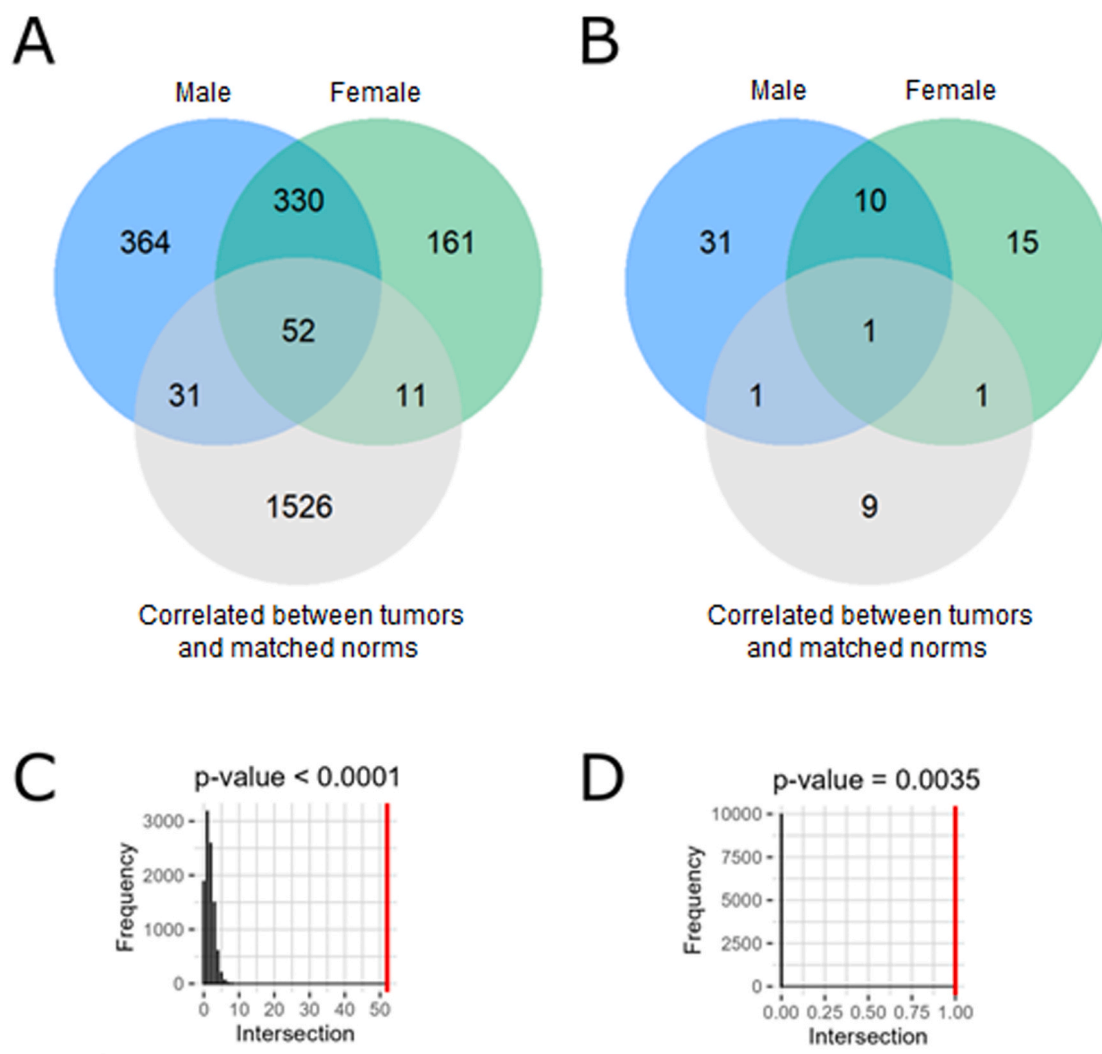 A
B
Male Female
Male Female
330
364 161
52
31 11
1526
Correlated between tumors
and matched norms
10
31 15
1
1 1
9
Correlated between tumors
and matched norms
C
p-value < 0.0001
Frequency
3000
2000
1000
0
0 10 20 30 40 50
Intersection
D
p-value = 0.0035
Frequency
10000
7500
5000
2500
0
0.00 0.25 0.50 0.75 1.00
Intersection